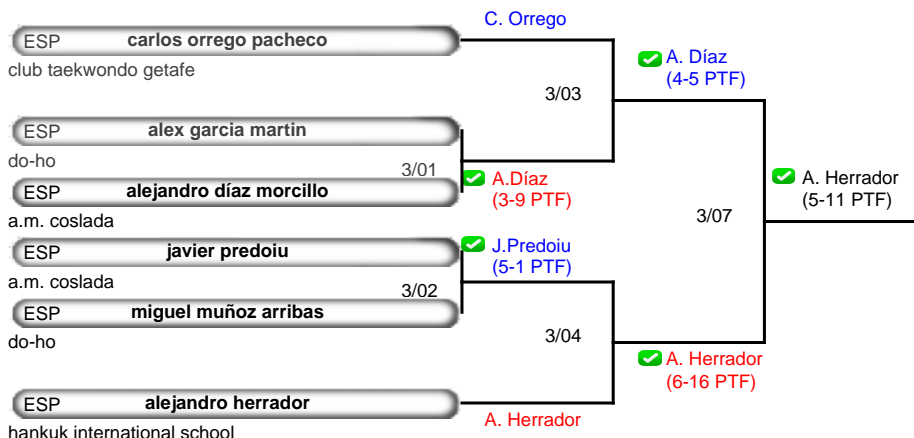 C. Orrego
ESP carlos orrego pacheco
club taekwondo getafe
A. Díaz
(4-5 PTF)
3/03
ESP alex garcia martin
do-ho
3/01
ESP alejandro díaz morcillo
a.m. coslada
A.Díaz
(3-9 PTF)
A. Herrador
(5-11 PTF)
3/07
ESP javier predoiu
a.m. coslada
J.Predoiu
(5-1 PTF)
3/02
ESP miguel muñoz arribas
do-ho
3/04
A. Herrador
(6-16 PTF)
ESP alejandro herrador
hankuk international school
A. Herrador